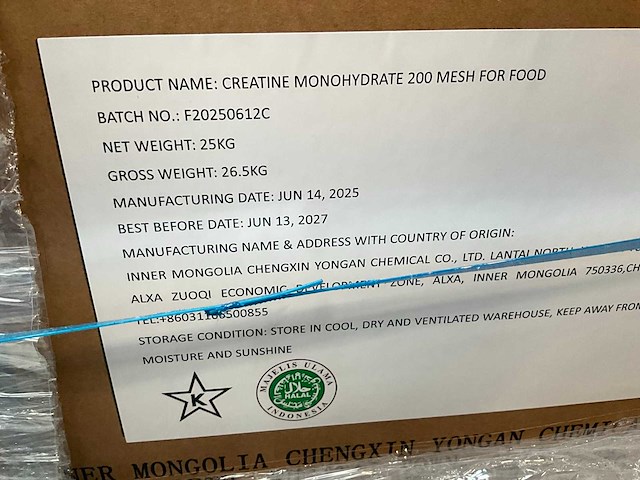 PRODUCT NAME: CREATINE MONOHYDRATE 200 MESH FOR FOOD
BATCH NO.: F20250612C
NET WEIGHT: 25KG
GROSS WEIGHT: 26.5KG
MANUFACTURING DATE: JUN 14, 2025
BEST BEFORE DATE: JUN 13, 2027
MANUFACTURING NAME & ADDRESS WITH COUNTRY OF ORIGIN:
INNER MONGOLIA CHENGXIN YONGAN CHEMICAL CO., LTD. LANTAI NORTH
ALXA ZUOQI ECONOMIC DEVELOPMENT ZONE, ALXA, INNER MONGOLIA 750336,CH
STORAGE CONDITION: STORE IN COOL, DRY AND VENTILATED WAREHOUSE, KEEP AWAY FROM
MOISTURE AND SUNSHINE
K
MAJELIS ULAMA
حلال
HALAL
INDONESIA
NER MONGOLIA CHENGXIN YONGAN CHEMICA